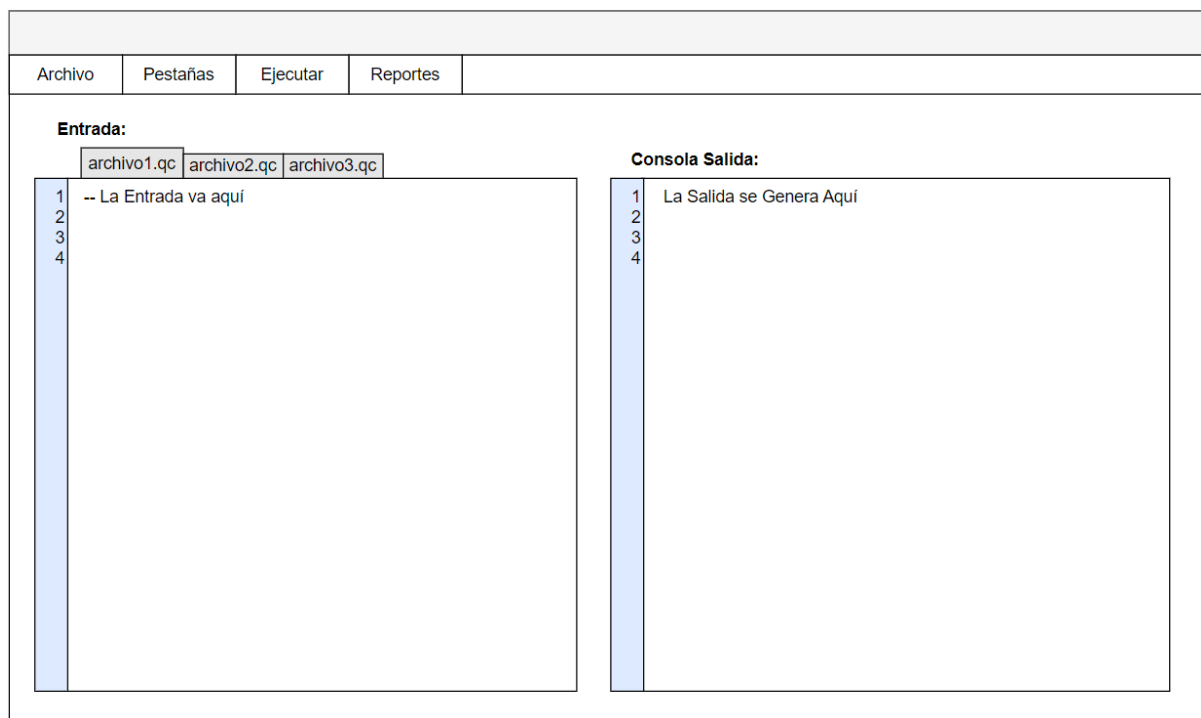 Archivo Pestañas Ejecutar Reportes
Entrada:
archivo1.qc archivo2.qc archivo3.qc
1 -- La Entrada va aquí
2
3
4
Consola Salida:
1 La Salida se Genera Aquí
2
3
4